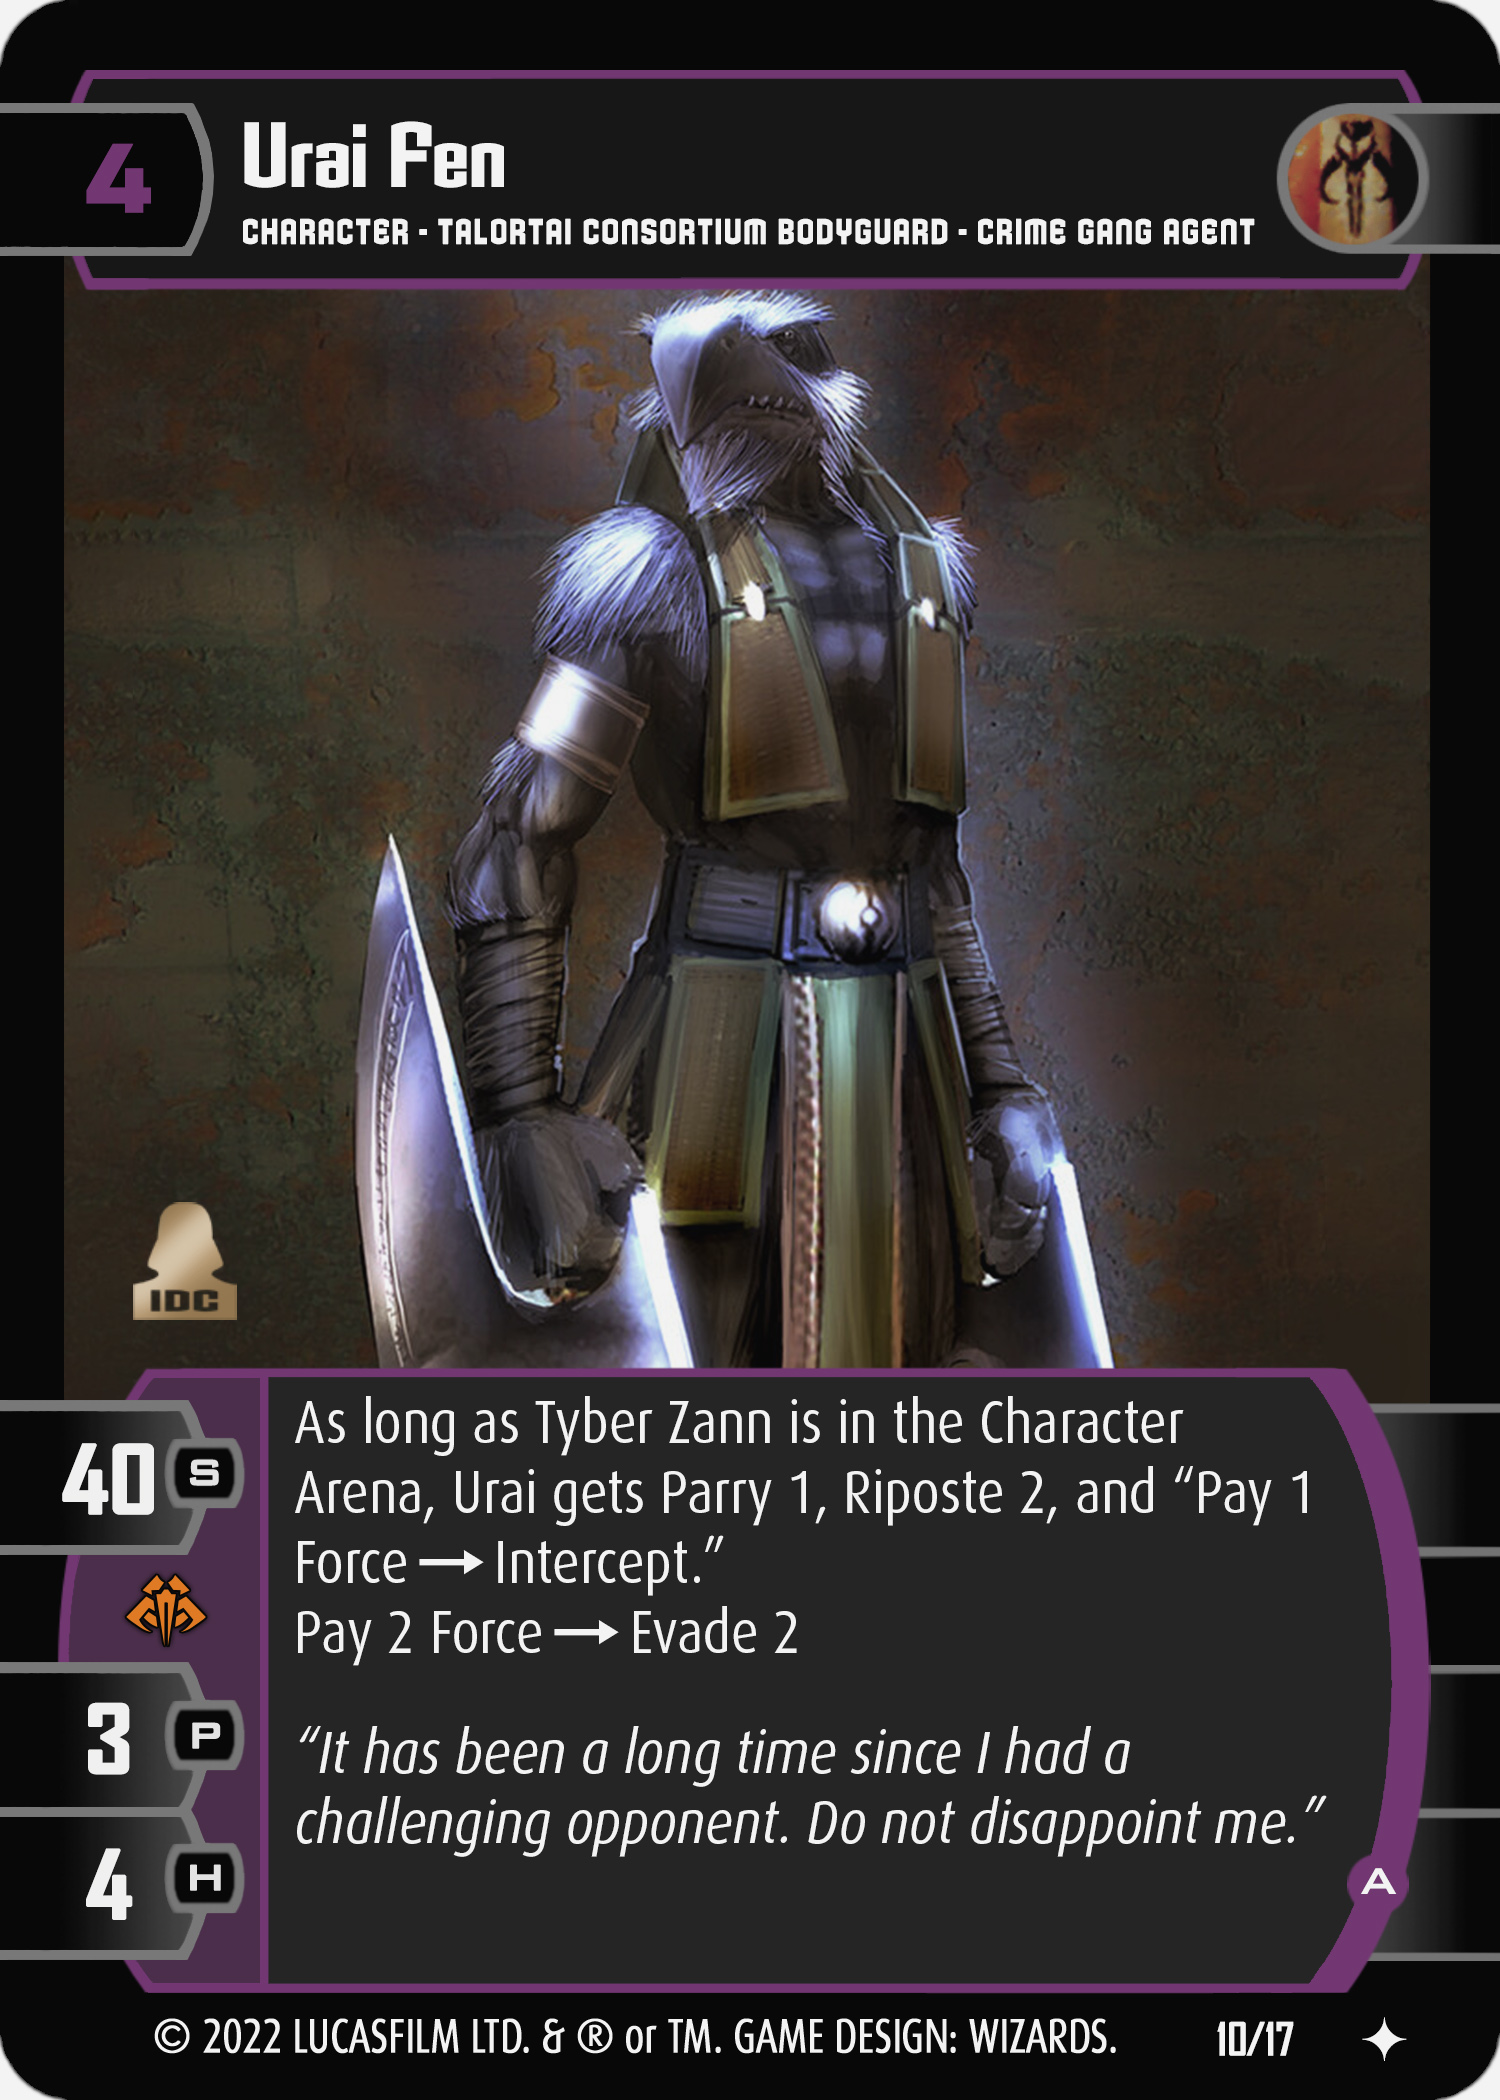 4
Urai Fen
CHARACTER - TALORTAI CONSORTIUM BODYGUARD - CRIME GANG AGENT
IDC
40 S
3 P
4 H
As long as Tyber Zann is in the Character
Arena, Urai gets Parry 1, Riposte 2, and “Pay 1
Force → Intercept.”
Pay 2 Force → Evade 2
“It has been a long time since I had a
challenging opponent. Do not disappoint me.”
A
© 2022 LUCASFILM LTD. & ® or TM. GAME DESIGN: WIZARDS.
10/17